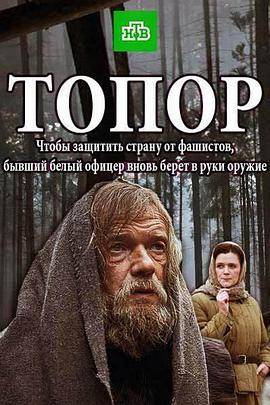 НТВ
ТОПОР
Чтобы защитить страну от фашистов,
бывший белый офицер вновь берет в руки оружие